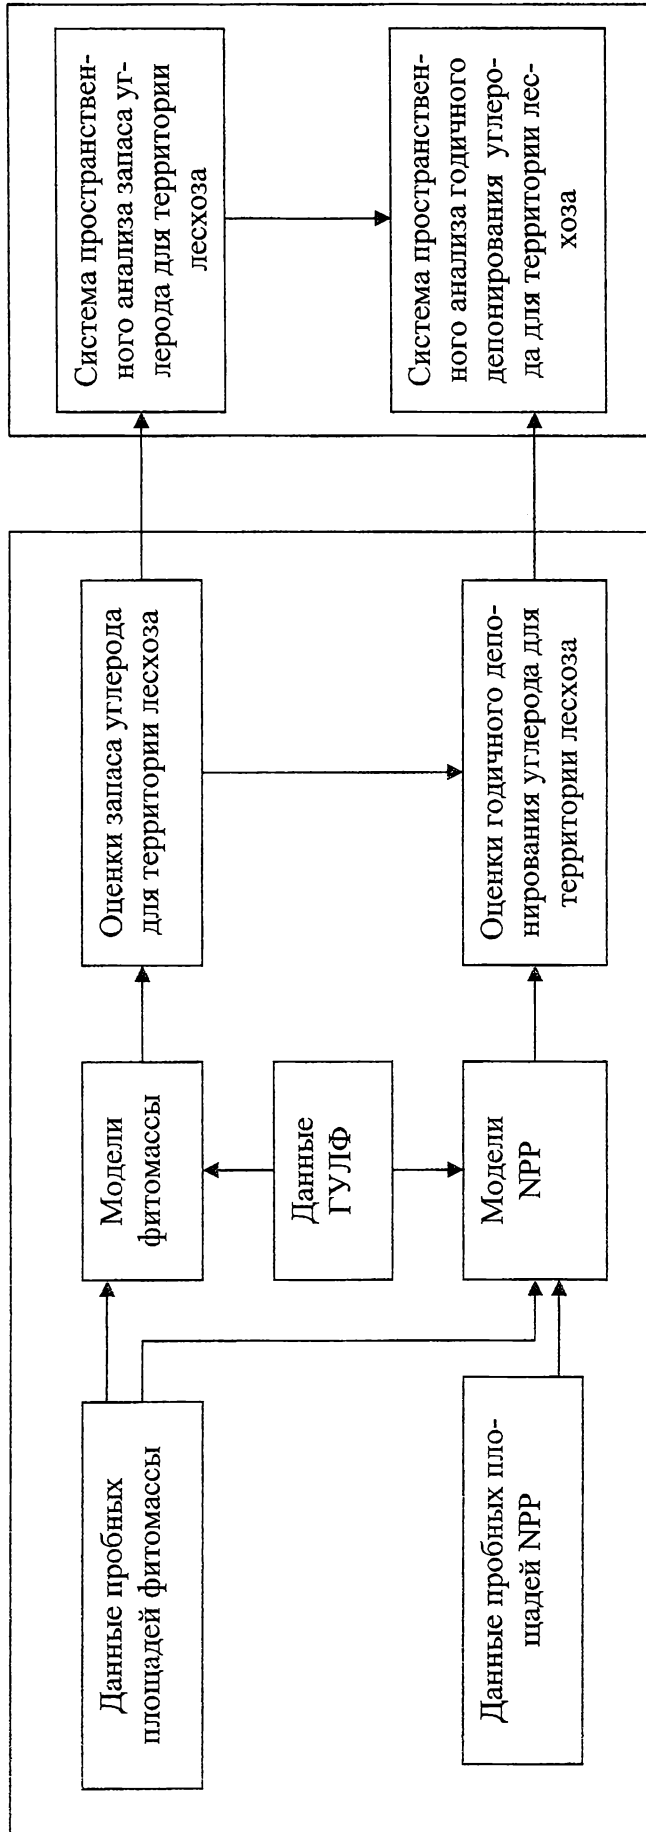 Данные пробных
площадей фитомассы
Данные пробных пло-
щадей NPP
Модели
фитомассы
Данные
ГУЛФ
Модели
NPP
Оценки запаса углерода
для территории лесхоза
Оценки годичного депо-
нирования углерода для
территории лесхоза
Система пространствен-
ного анализа запаса уг-
лерода для территории
лесхоза
Система пространствен-
ного анализа годичного
депонирования углеро-
да для территории лес-
хоза